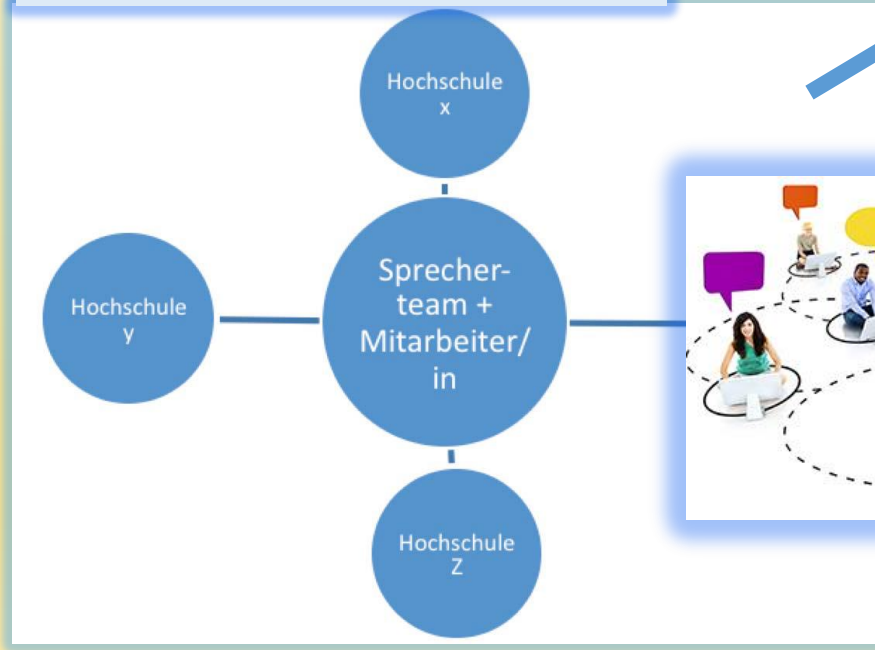 Hochschule
x
Hochschule
y
Sprecher-
team +
Mitarbeiter/
in
Hochschule
Z